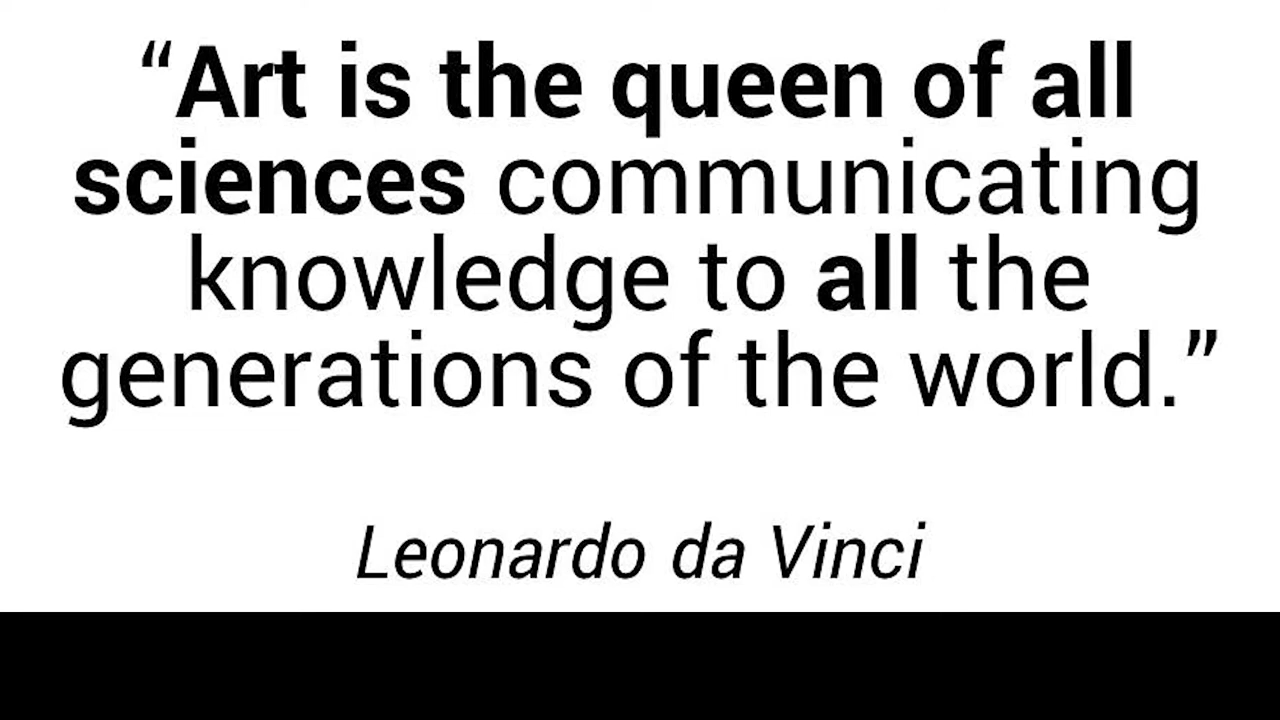 “Art is the queen of all
sciences communicating
knowledge to all the
generations of the world.”
Leonardo da Vinci